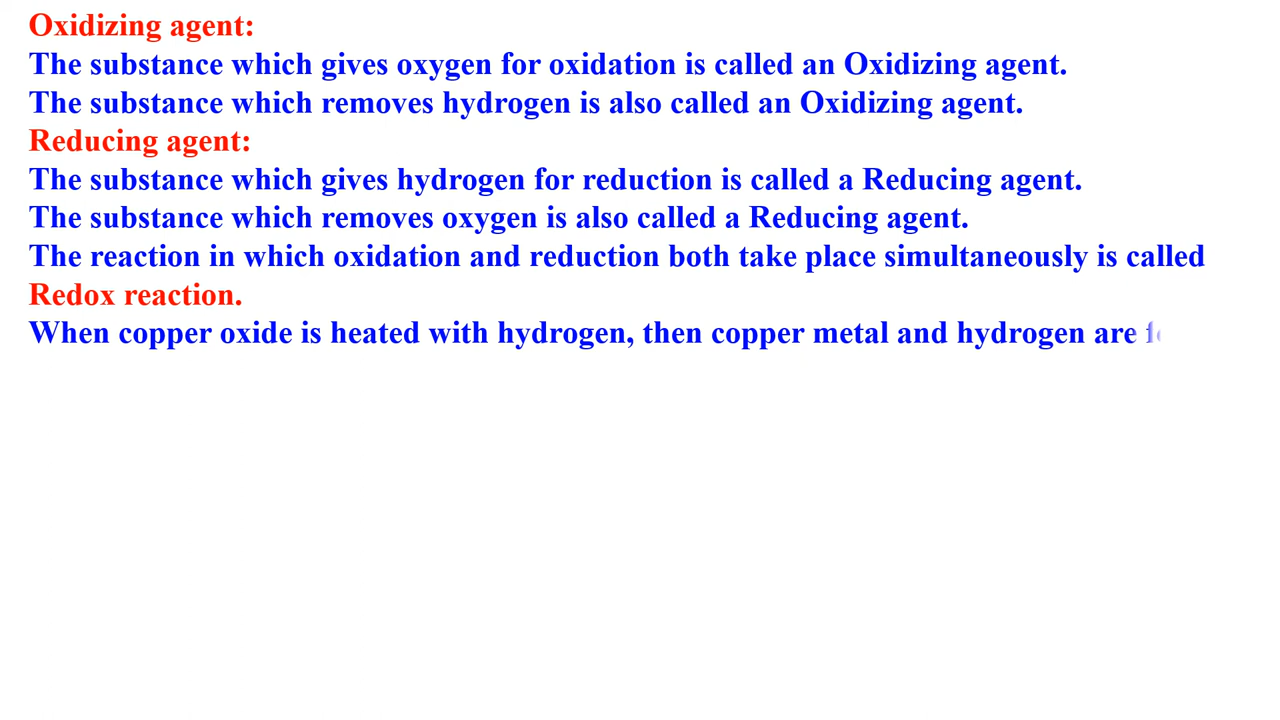 Oxidizing agent:
The substance which gives oxygen for oxidation is called an Oxidizing agent.
The substance which removes hydrogen is also called an Oxidizing agent.
Reducing agent:
The substance which gives hydrogen for reduction is called a Reducing agent.
The substance which removes oxygen is also called a Reducing agent.
The reaction in which oxidation and reduction both take place simultaneously is called
Redox reaction.
When copper oxide is heated with hydrogen, then copper metal and hydrogen are